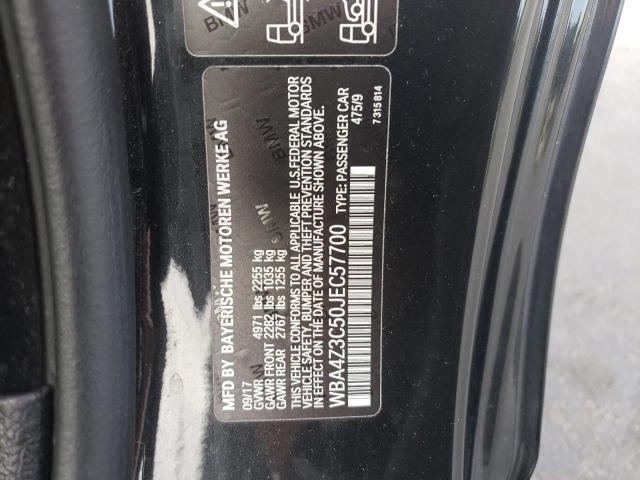 BMW
BMW
MFD BY BAYERISCHE MOTOREN WERKE AG
09/17
GVWR 4971 lbs 2255 kg
GAWR FRONT 2282 lbs 1035 kg
GAWR REAR 2767 lbs 1255 kg
THIS VEHICLE CONFORMS TO ALL APPLICABLE U.S.FEDERAL MOTOR
VEHICLE SAFETY, BUMPER AND THEFT PREVENTION STANDARDS
IN EFFECT ON THE DATE OF MANUFACTURE SHOWN ABOVE.
WBA4Z3C50JEC57700 TYPE: PASSENGER CAR
475/9
7 315 814